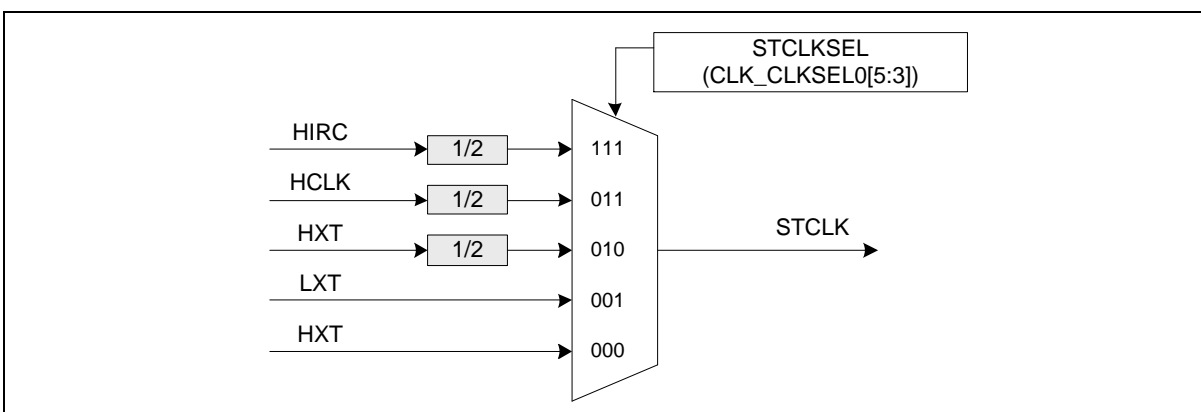 STCLKSEL
(CLK_CLKSEL0[5:3])
HIRC
1/2
111
HCLK
1/2
011
HXT
1/2
010
STCLK
LXT
001
HXT
000